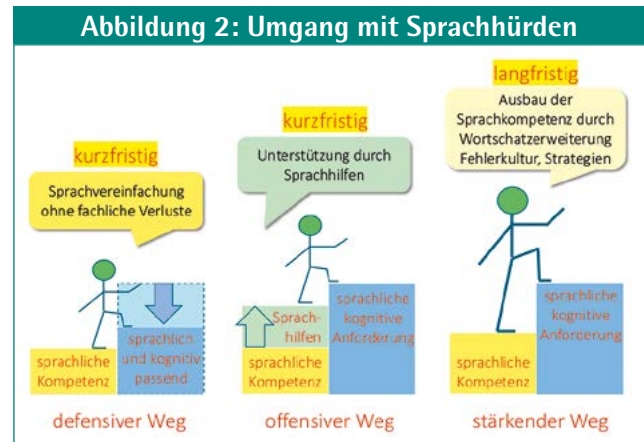 Abbildung 2: Umgang mit Sprachhürden
kurzfristig
Sprachvereinfachung
ohne fachliche Verluste
sprachlich
und kognitiv
passend
sprachliche
Kompetenz
defensiver Weg
kurzfristig
Unterstützung durch
Sprachhilfen
Sprach-
hilfen
sprachliche
Kompetenz
sprachliche
kognitive
Anforderung
offensiver Weg
langfristig
Ausbau der
Sprachkompetenz durch
Wortschatzerweiterung
Fehlerkultur, Strategien
sprachliche
Kompetenz
sprachliche
kognitive
Anforderung
stärkender Weg